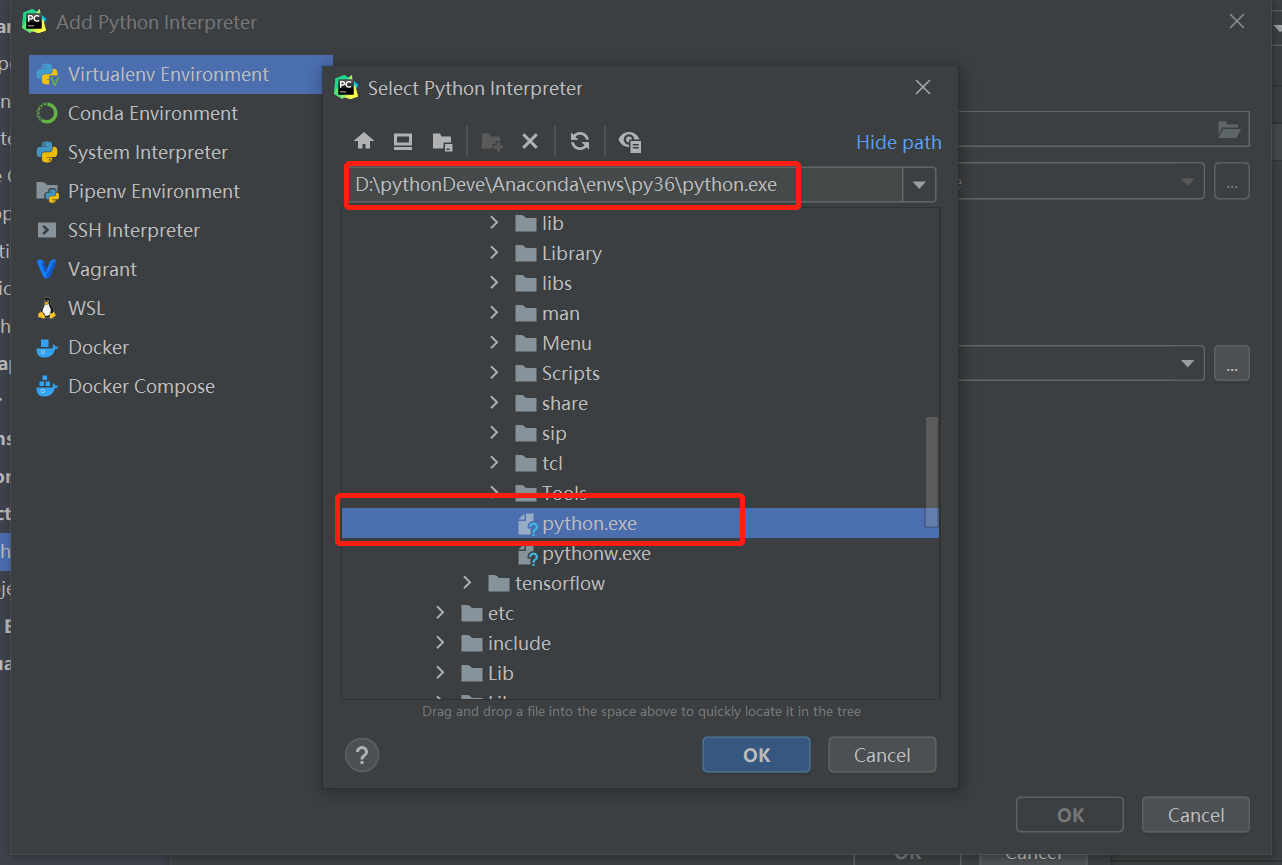 Add Python Interpreter
Virtualenv Environment
Conda Environment
System Interpreter
Pipenv Environment
SSH Interpreter
Vagrant
WSL
Docker
Docker Compose
Select Python Interpreter
Hide path
D:\pythonDeve\Anaconda\envs\py36\python.exe
lib
Library
libs
man
Menu
Scripts
share
sip
tcl
Tools
python.exe
pythonw.exe
tensorflow
etc
include
Lib
Drag and drop a file into the space above to quickly locate it in the tree
?
OK
Cancel
...
...
OK
Cancel
OK
Cancel